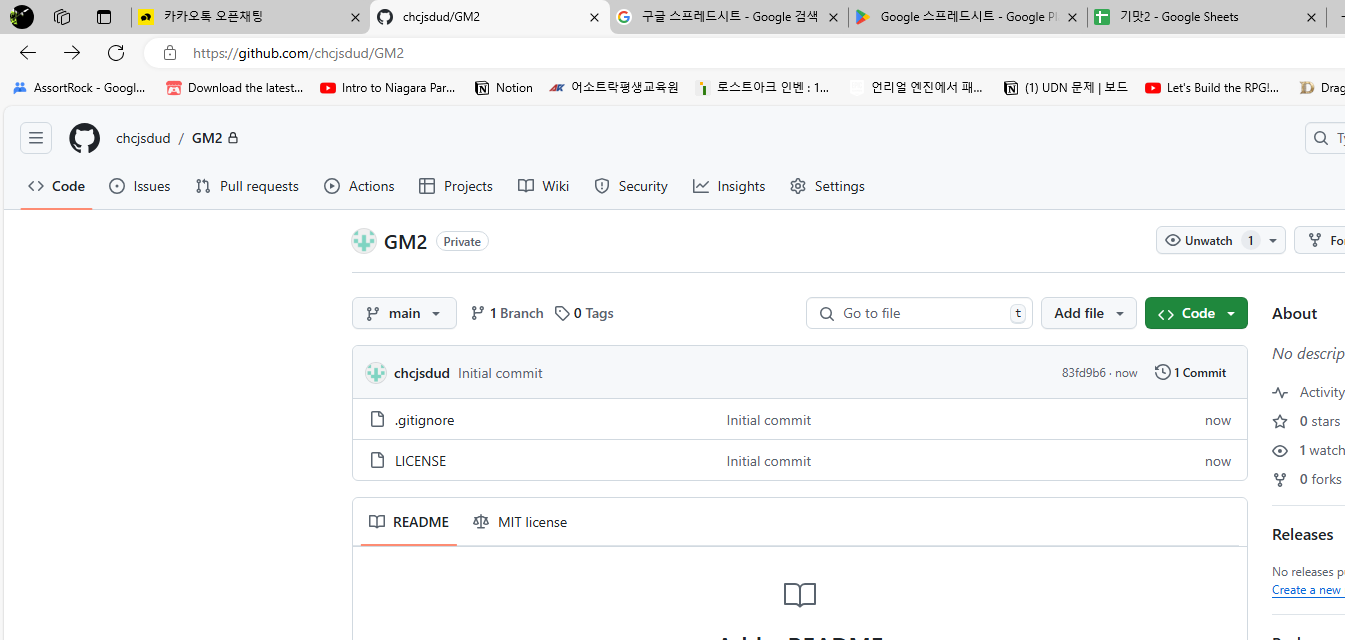 카카오톡 오픈채팅
chcjsdud/GM2
구글 스프레드시트 - Google 검색
Google 스프레드시트 - Google Pl
기맛2 - Google Sheets
https://github.com/chcjsdud/GM2
AssortRock - Googl...
Download the latest...
Intro to Niagara Par...
Notion
어소트락평생교육원
로스트아크 인벤 : 1...
언리얼 엔진에서 패...
(1) UDN 문제 | 보드
Let's Build the RPG!...
Drag
chcjsdud / GM2
Code
Issues
Pull requests
Actions
Projects
Wiki
Security
Insights
Settings
GM2 Private
Unwatch 1
Fo
main
1 Branch
0 Tags
Go to file t
Add file
Code
About
No descrip
chcjsdud Initial commit 83fd9b6 · now 1 Commit
Activity
.gitignore Initial commit now
0 stars
1 watch
LICENSE Initial commit now
0 forks
README MIT license
Releases
No releases p
Create a new